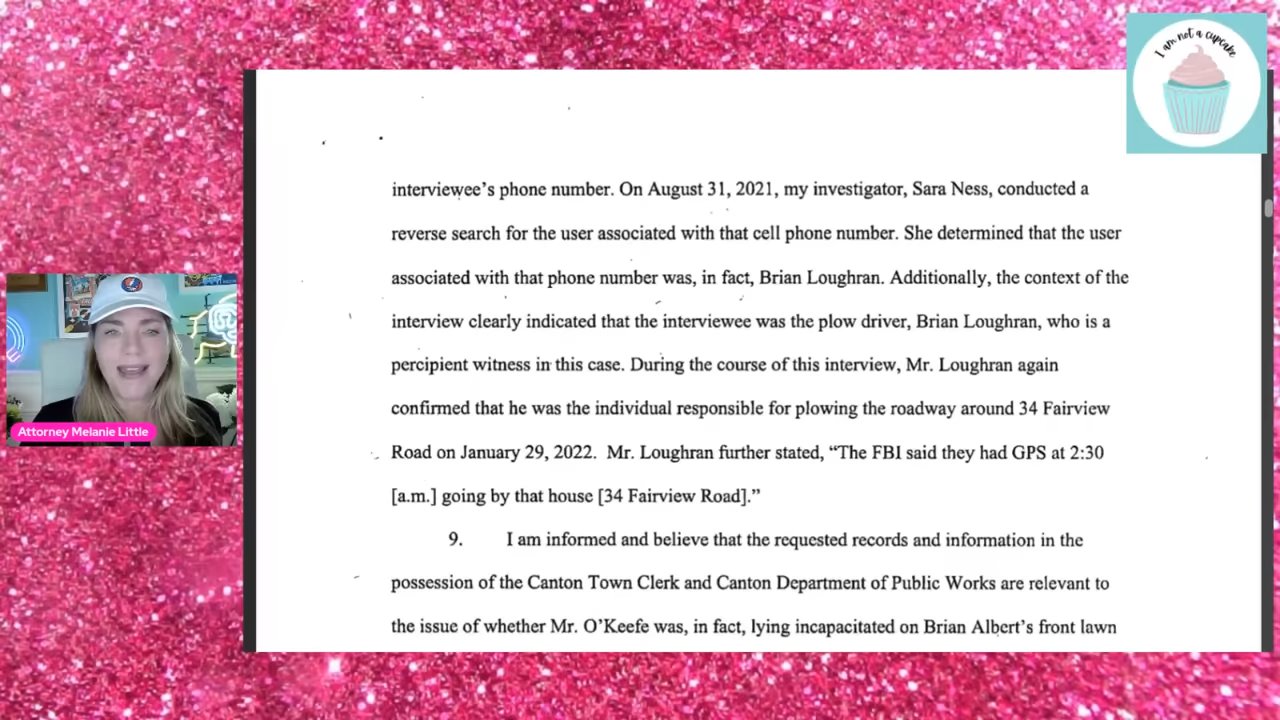 I am not a cupcake
interviewee's phone number. On August 31, 2021, my investigator, Sara Ness, conducted a
reverse search for the user associated with that cell phone number. She determined that the user
associated with that phone number was, in fact, Brian Loughran. Additionally, the context of the
interview clearly indicated that the interviewee was the plow driver, Brian Loughran, who is a
percipient witness in this case. During the course of this interview, Mr. Loughran again
confirmed that he was the individual responsible for plowing the roadway around 34 Fairview
Road on January 29, 2022. Mr. Loughran further stated, “The FBI said they had GPS at 2:30
[a.m.] going by that house [34 Fairview Road].”
9. I am informed and believe that the requested records and information in the
possession of the Canton Town Clerk and Canton Department of Public Works are relevant to
the issue of whether Mr. O'Keefe was, in fact, lying incapacitated on Brian Albert's front lawn
Attorney Melanie Little